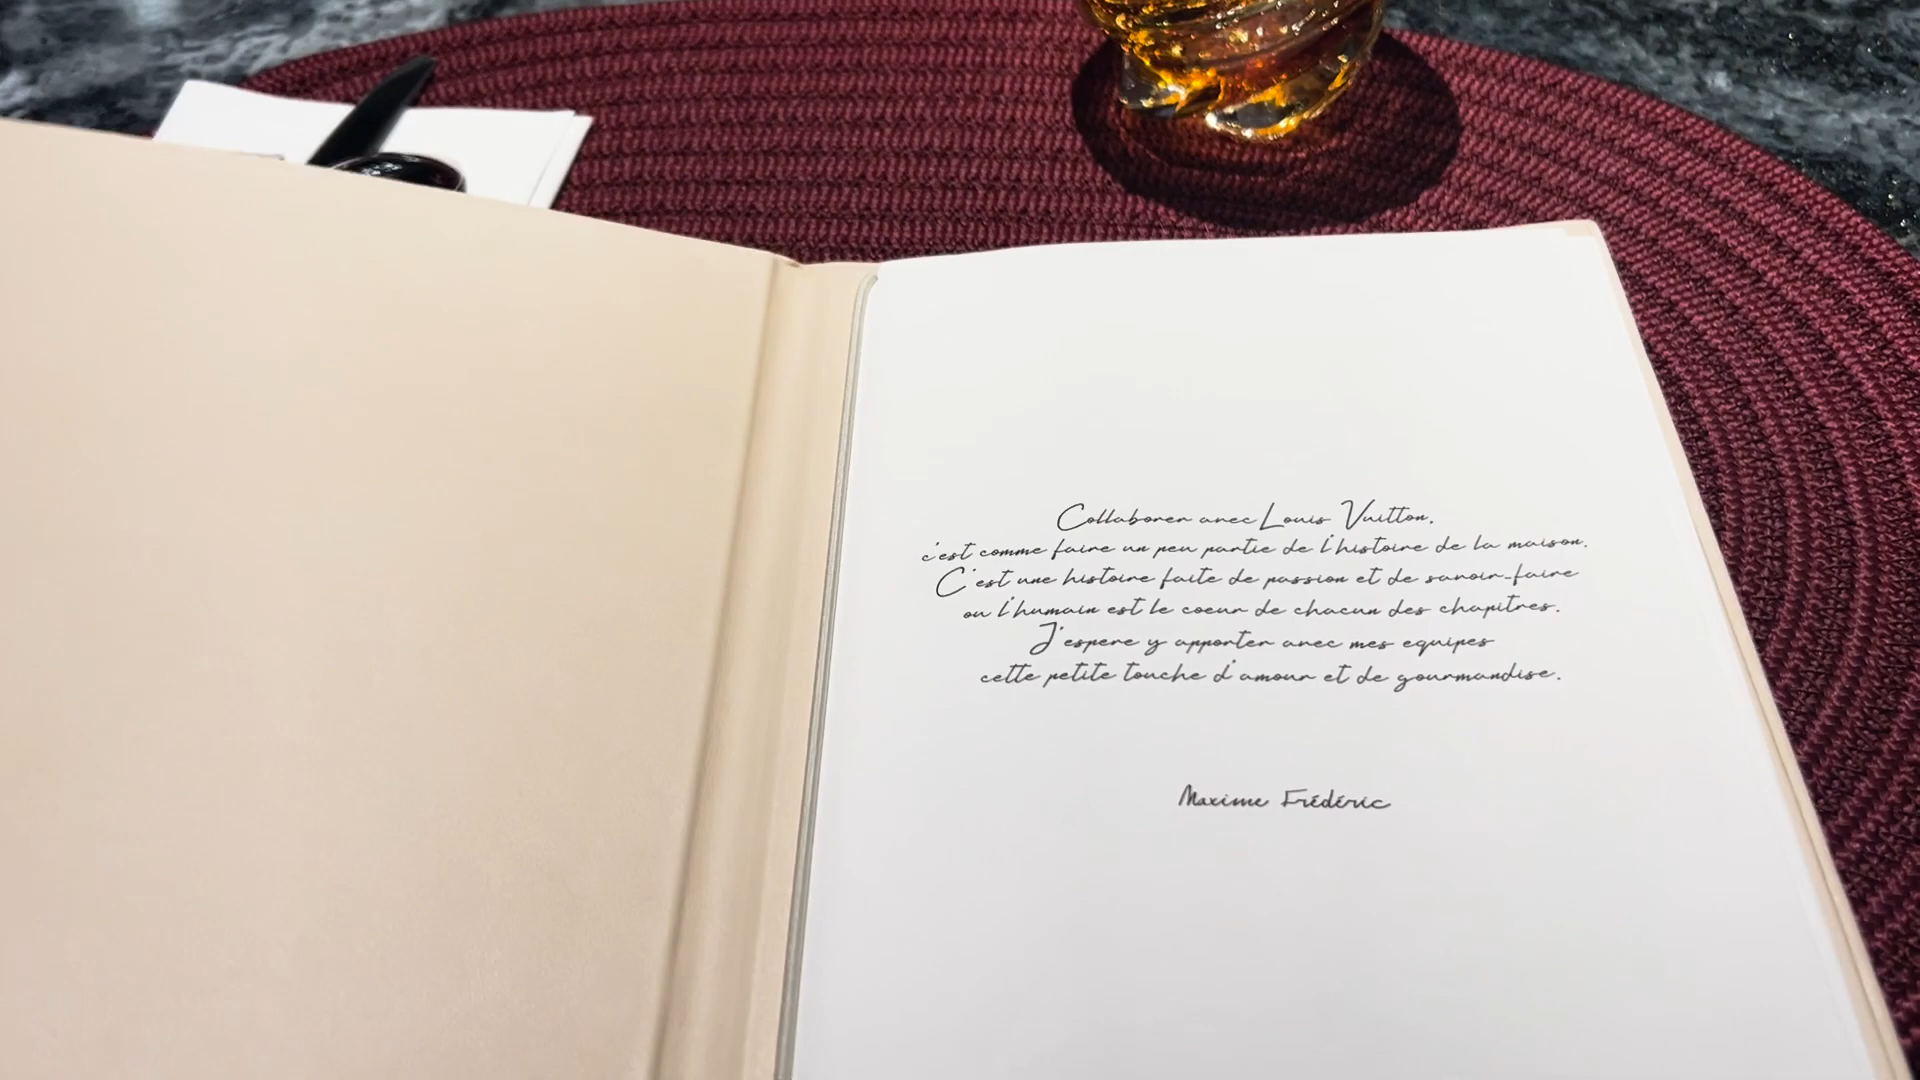 Collaborer avec Louis Vuitton,
c'est comme faire un peu partie de l'histoire de la maison.
C'est une histoire faite de passion et de savoir-faire
ou l'humain est le coeur de chacun des chapitres.
J'espere y apporter avec mes equipes
cette petite touche d'amour et de gourmandise.
Maxime Frédéric